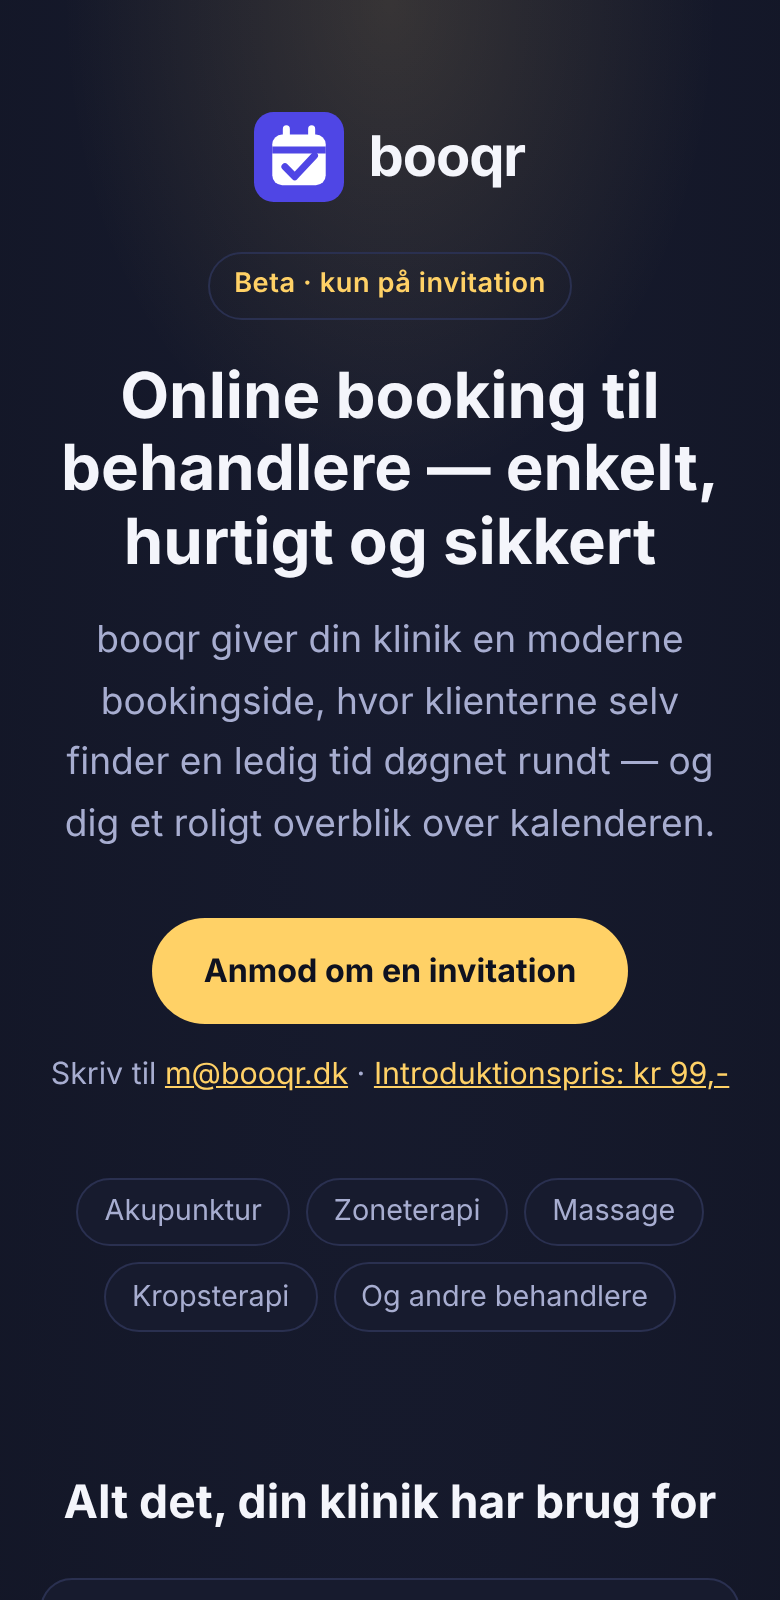 booqr
Beta · kun på invitation
Online booking til
behandlere — enkelt,
hurtigt og sikkert
booqr giver din klinik en moderne
bookingside, hvor klienterne selv
finder en ledig tid døgnet rundt — og
dig et roligt overblik over kalenderen.
Anmod om en invitation
Skriv til m@booqr.dk · Introduktionspris: kr 99,-
Akupunktur Zoneterapi Massage
Kropsterapi Og andre behandlere
Alt det, din klinik har brug for